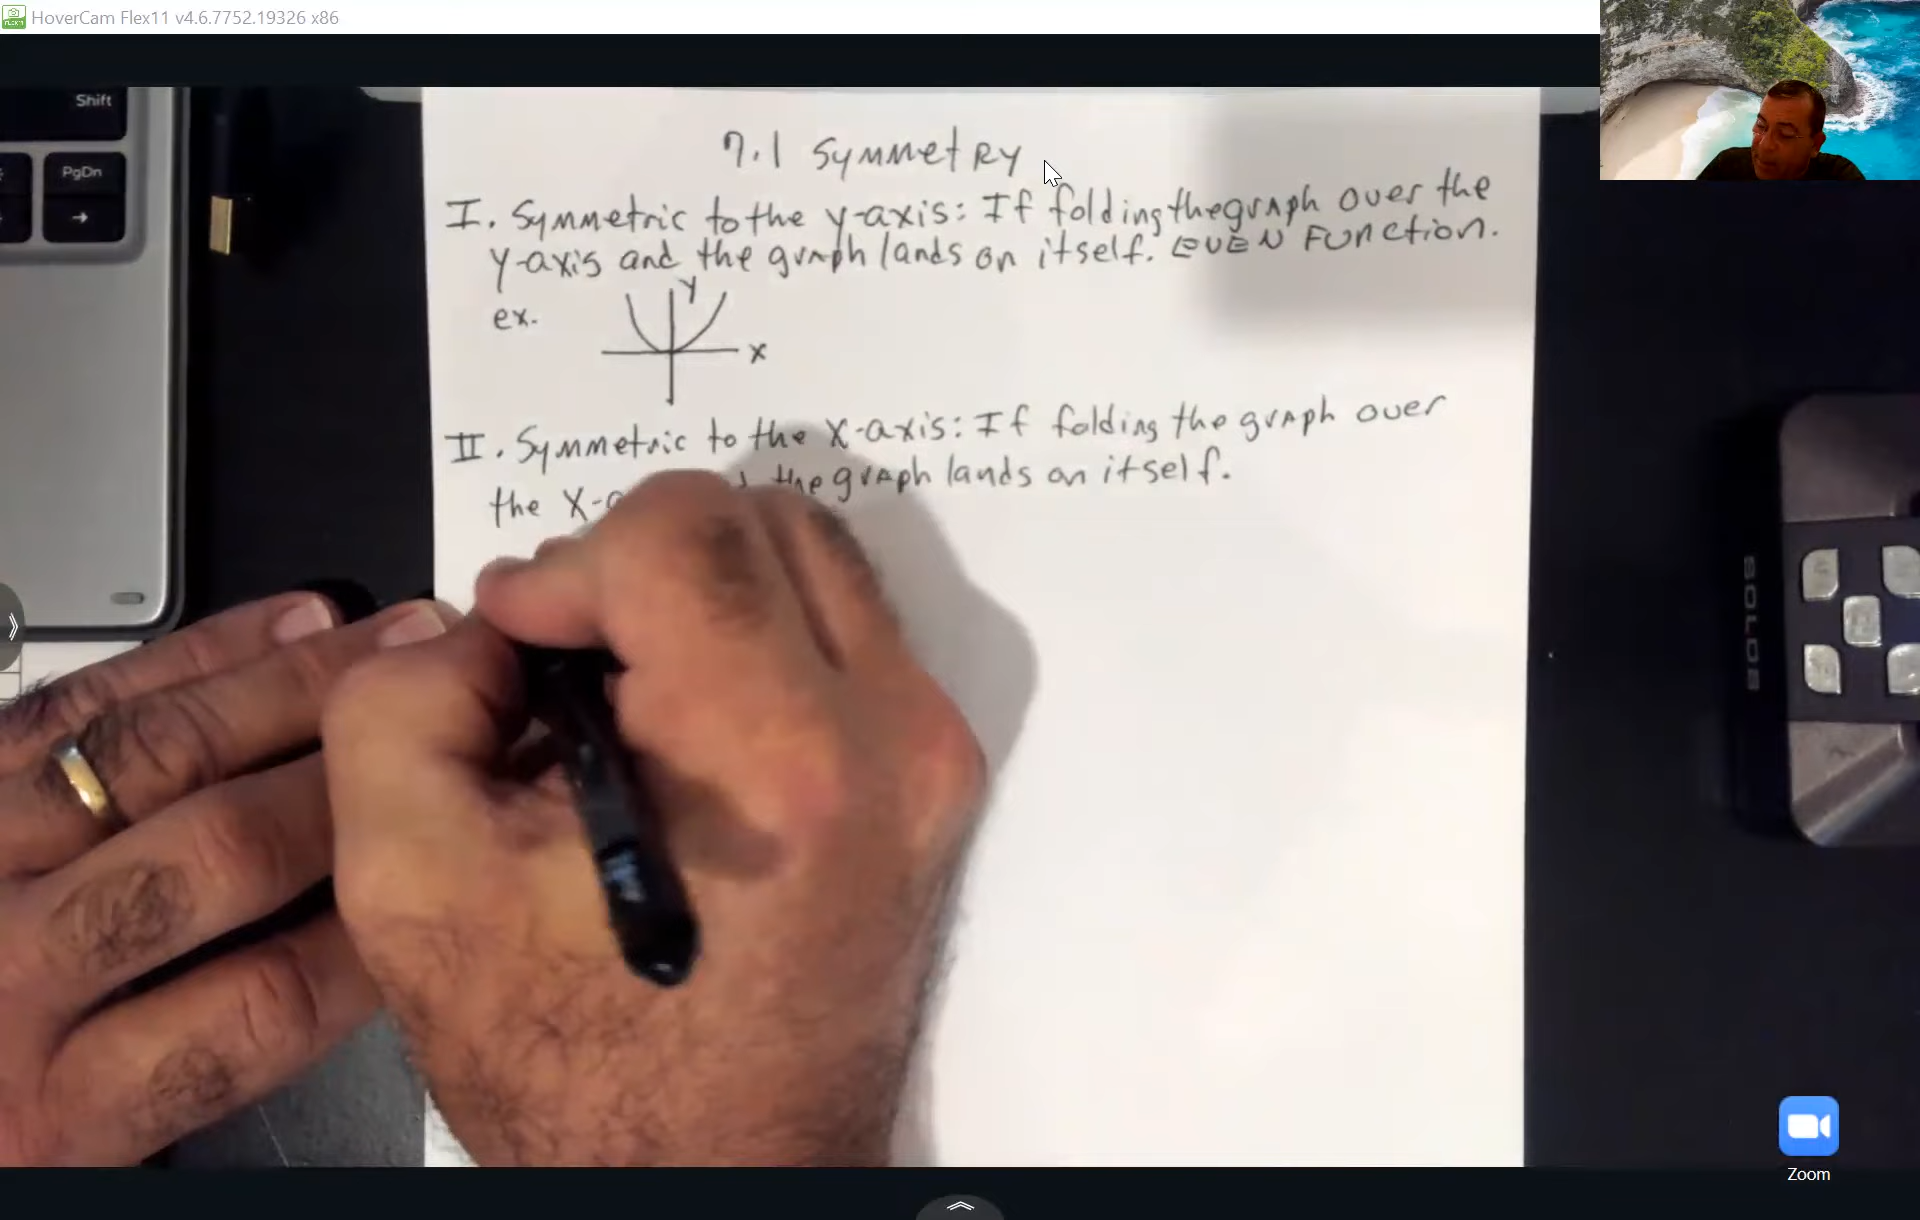 HoverCam Flex11 v4.6.7752.19326 x86
Shift
PgDn
7.1 Symmetry
I. Symmetric to the y-axis: If folding the graph over the
y-axis and the graph lands on itself. EVEN Function.
ex.
y
x
II. Symmetric to the x-axis: If folding the graph over
the x-a the graph lands on itself.
SOLO8
Zoom